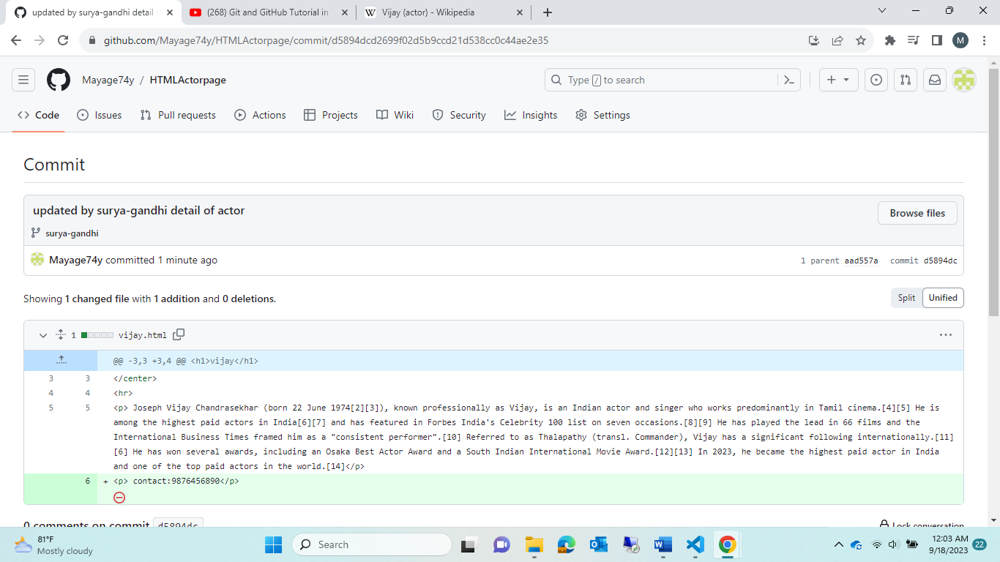 updated by surya-gandhi detail
(268) Git and GitHub Tutorial in
Vijay (actor) - Wikipedia
github.com/Mayage74y/HTMLActorpage/commit/d5894dcd2699f02d5b9ccd21d538cc0c44ae2e35
M
Mayage74y / HTMLActorpage
Type / to search
Code Issues Pull requests Actions Projects Wiki Security Insights Settings
Commit
updated by surya-gandhi detail of actor
Browse files
surya-gandhi
Mayage74y committed 1 minute ago
1 parent aad557a commit d5894dc
Showing 1 changed file with 1 addition and 0 deletions.
Split Unified
1 vijay.html
@@ -3,3 +3,4 @@ <h1>vijay</h1>
3 3 </center>
4 4 <hr>
5 5 <p> Joseph Vijay Chandrasekhar (born 22 June 1974[2][3]), known professionally as Vijay, is an Indian actor and singer who works predominantly in Tamil cinema.[4][5] He is
among the highest paid actors in India[6][7] and has featured in Forbes India's Celebrity 100 list on seven occasions.[8][9] He has played the lead in 66 films and the
International Business Times framed him as a "consistent performer".[10] Referred to as Thalapathy (transl. Commander), Vijay has a significant following internationally.[11]
[6] He has won several awards, including an Osaka Best Actor Award and a South Indian International Movie Award.[12][13] In 2023, he became the highest paid actor in India
and one of the top paid actors in the world.[14]</p>
6 + <p> contact:9876456890</p>
0 comments on commit d5894dc
Lock conversation
81°F
Mostly cloudy
Search
12:03 AM
9/18/2023
22